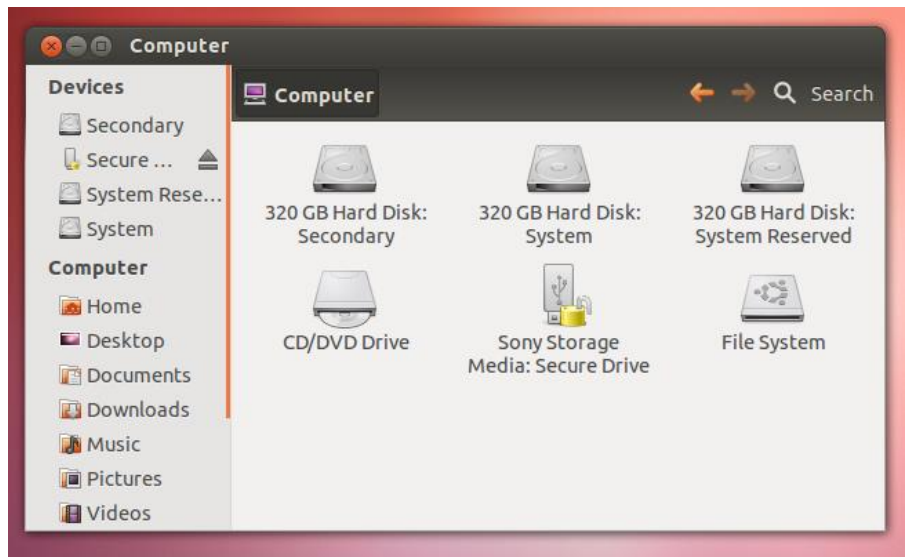 Computer
Devices
Secondary
Secure ...
System Rese...
System
Computer
Home
Desktop
Documents
Downloads
Music
Pictures
Videos
Computer
Search
320 GB Hard Disk:
Secondary
320 GB Hard Disk:
System
320 GB Hard Disk:
System Reserved
CD/DVD Drive
Sony Storage
Media: Secure Drive
File System